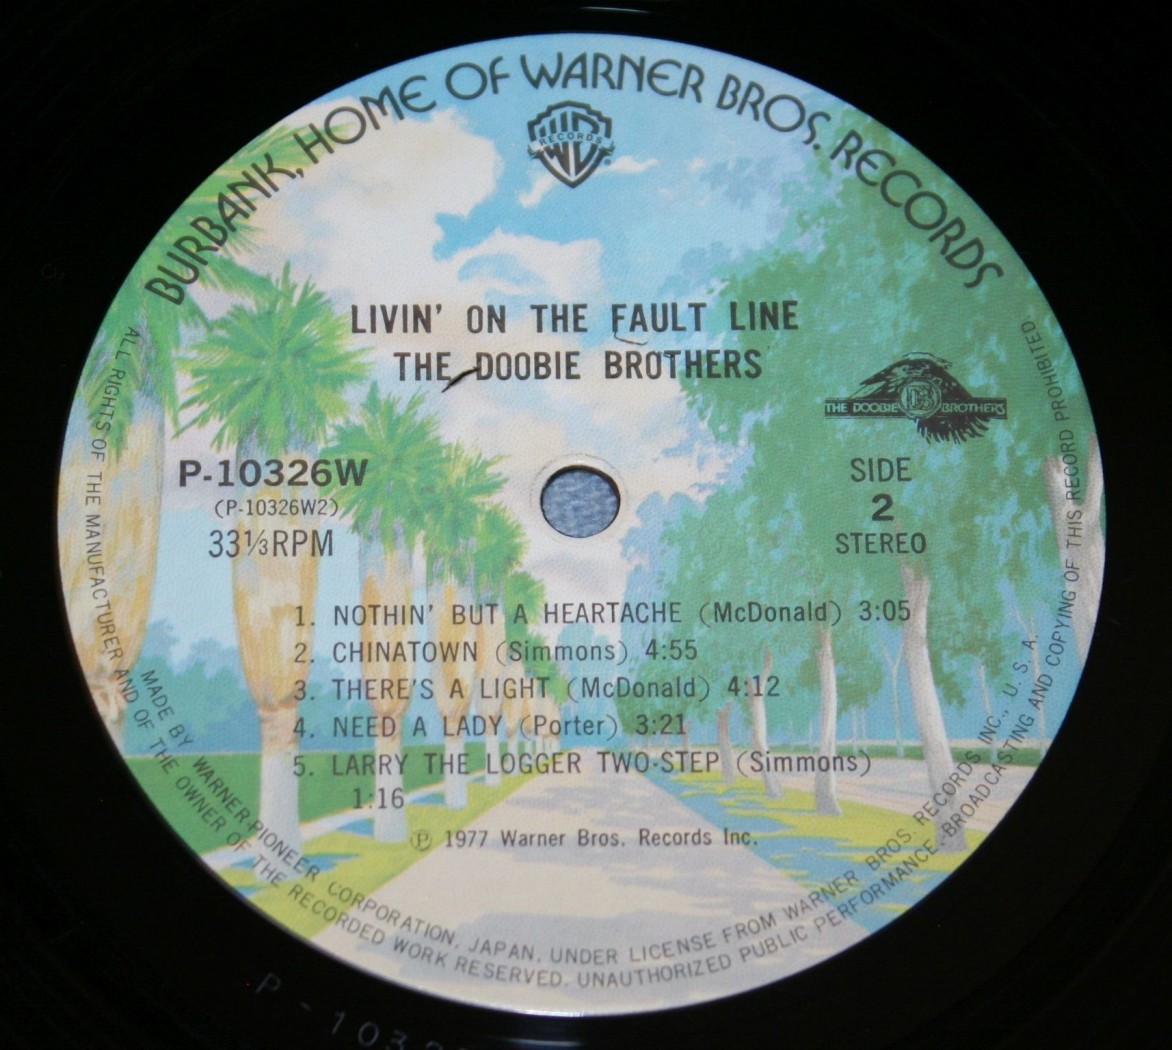 BURBANK, HOME OF WARNER BROS. RECORDS
WB
RECORDS
®
LIVIN' ON THE FAULT LINE
THE DOOBIE BROTHERS
THE DOOBIE BROTHERS
P-10326W
(P-10326W2)
33⅓RPM
SIDE
2
STEREO
1. NOTHIN' BUT A HEARTACHE (McDonald) 3:05
2. CHINATOWN (Simmons) 4:55
3. THERE'S A LIGHT (McDonald) 4:12
4. NEED A LADY (Porter) 3:21
5. LARRY THE LOGGER TWO-STEP (Simmons)
1:16
℗ 1977 Warner Bros. Records Inc.
MADE BY WARNER-PIONEER CORPORATION, JAPAN, UNDER LICENSE FROM WARNER BROS. RECORDS INC., U. S. A.
ALL RIGHTS OF THE MANUFACTURER AND OF THE OWNER OF THE RECORDED WORK RESERVED. UNAUTHORIZED PUBLIC PERFORMANCE, BROADCASTING AND COPYING OF THIS RECORD PROHIBITED